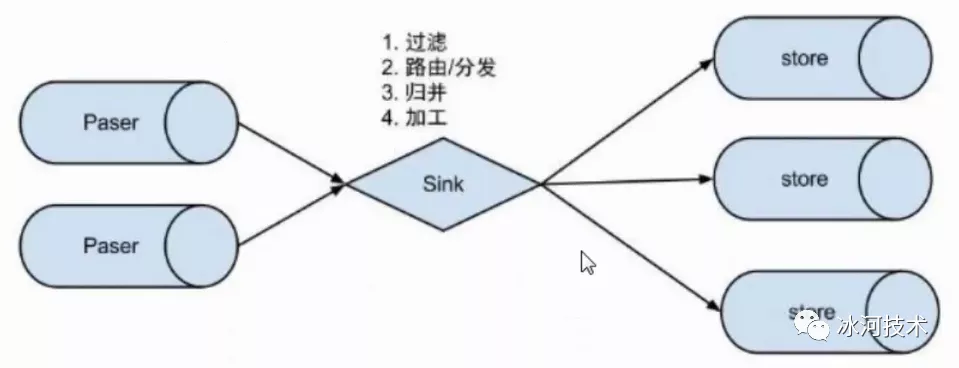 1. 过滤
2. 路由/分发
3. 归并
4. 加工
Paser
Paser
Sink
store
store
store
冰河技术